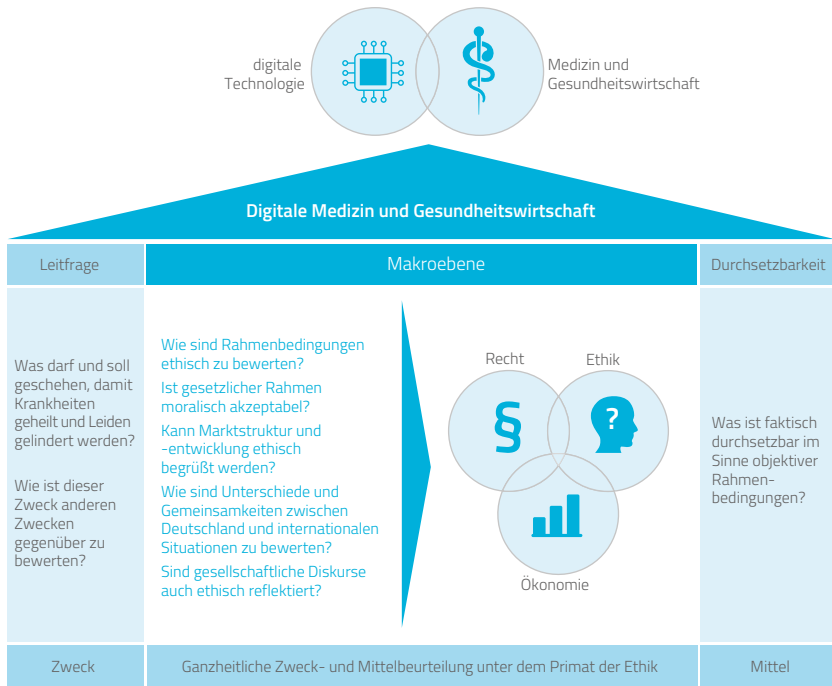 digitale
Technologie
Medizin und
Gesundheitswirtschaft
Digitale Medizin und Gesundheitswirtschaft
Leitfrage
Makroebene
Durchsetzbarkeit
Was darf und soll
geschehen, damit
Krankheiten
geheilt und Leiden
gelindert werden?
Wie ist dieser
Zweck anderen
Zwecken
gegenüber zu
bewerten?
Wie sind Rahmenbedingungen
ethisch zu bewerten?
Ist gesetzlicher Rahmen
moralisch akzeptabel?
Kann Marktstruktur und
-entwicklung ethisch
begrüßt werden?
Wie sind Unterschiede und
Gemeinsamkeiten zwischen
Deutschland und internationalen
Situationen zu bewerten?
Sind gesellschaftliche Diskurse
auch ethisch reflektiert?
Recht
Ethik
§
?
Ökonomie
Was ist faktisch
durchsetzbar im
Sinne objektiver
Rahmen-
bedingungen?
Zweck
Ganzheitliche Zweck- und Mittelbeurteilung unter dem Primat der Ethik
Mittel